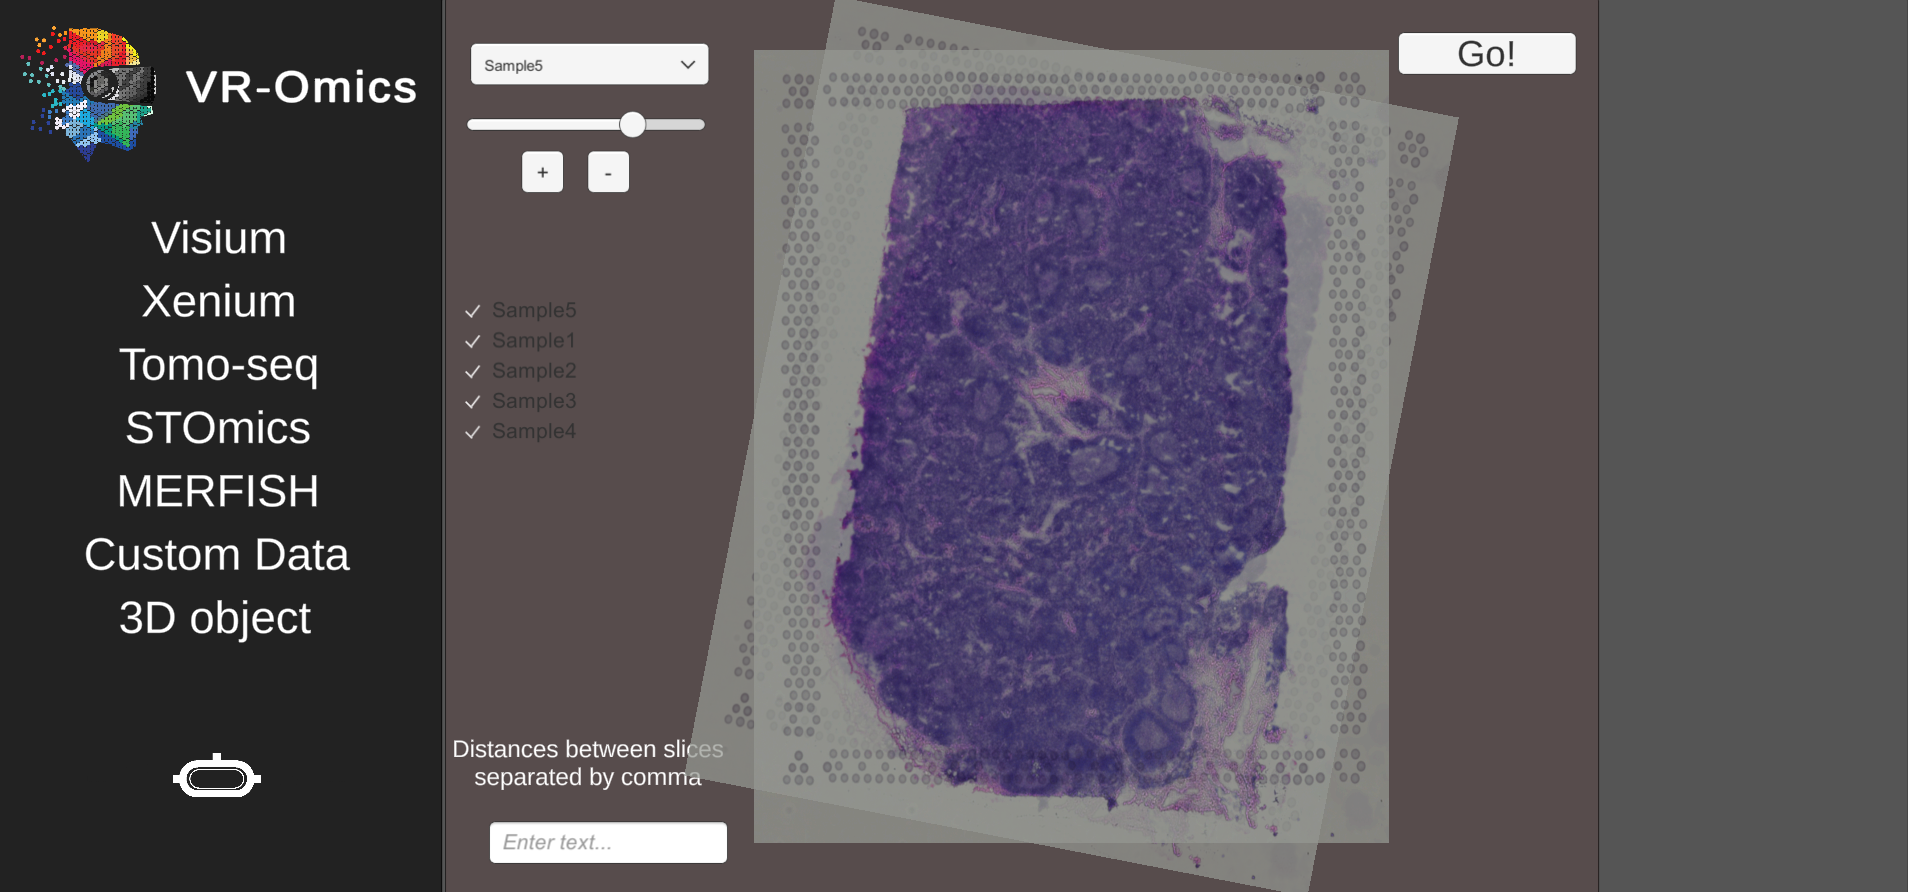 VR-Omics
Visium
Xenium
Tomo-seq
STOmics
MERFISH
Custom Data
3D object
Sample5
+ -
Sample5
Sample1
Sample2
Sample3
Sample4
Distances between slices
separated by comma
Enter text...
Go!